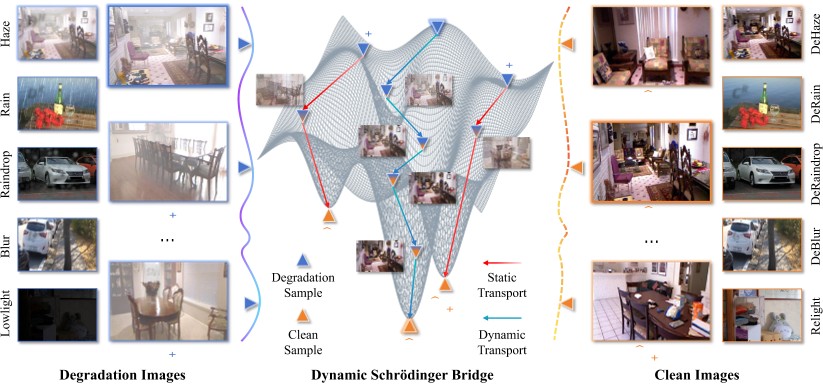 Haze
Rain
Raindrop
Blur
Lowlight
...
Degradation Images
Degradation
Sample
Clean
Sample
Static
Transport
Dynamic
Transport
Dynamic Schrödinger Bridge
...
Clean Images
DeHaze
DeRain
DeRaindrop
DeBlur
Relight